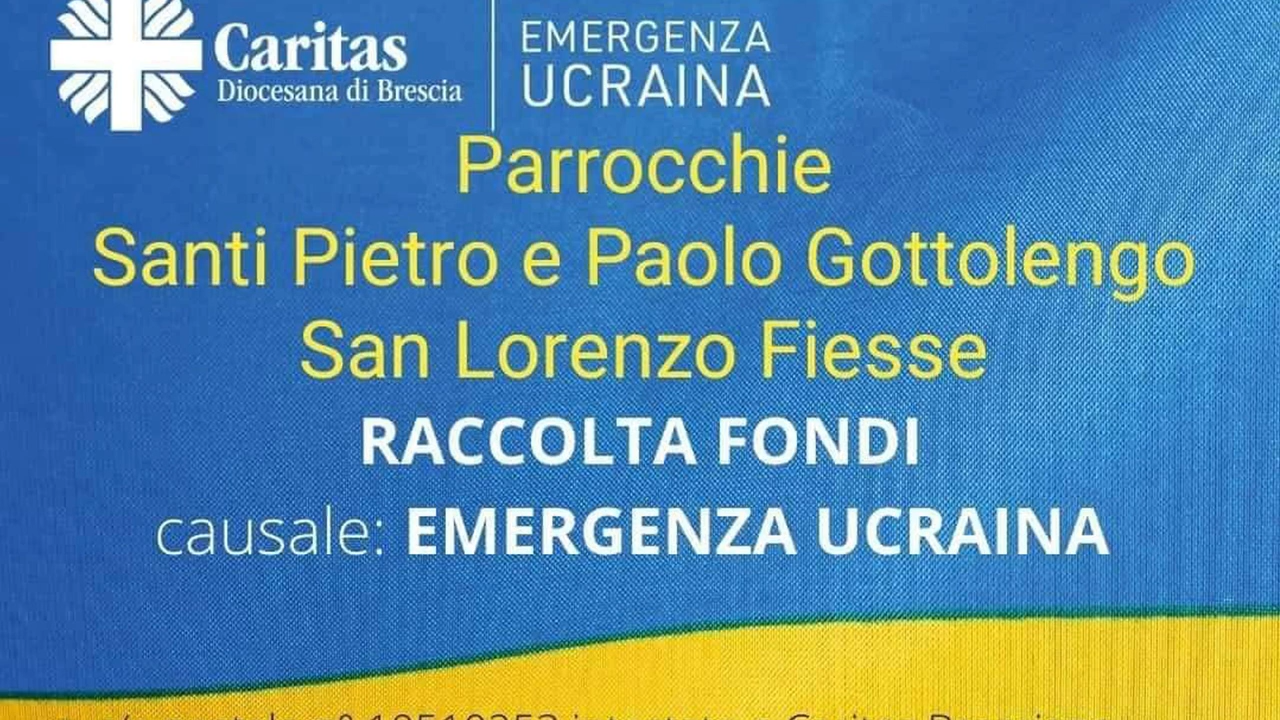 Caritas
Diocesana di Brescia
EMERGENZA
UCRAINA
Parrocchie
Santi Pietro e Paolo Gottolengo
San Lorenzo Fiesse
RACCOLTA FONDI
causale: EMERGENZA UCRAINA